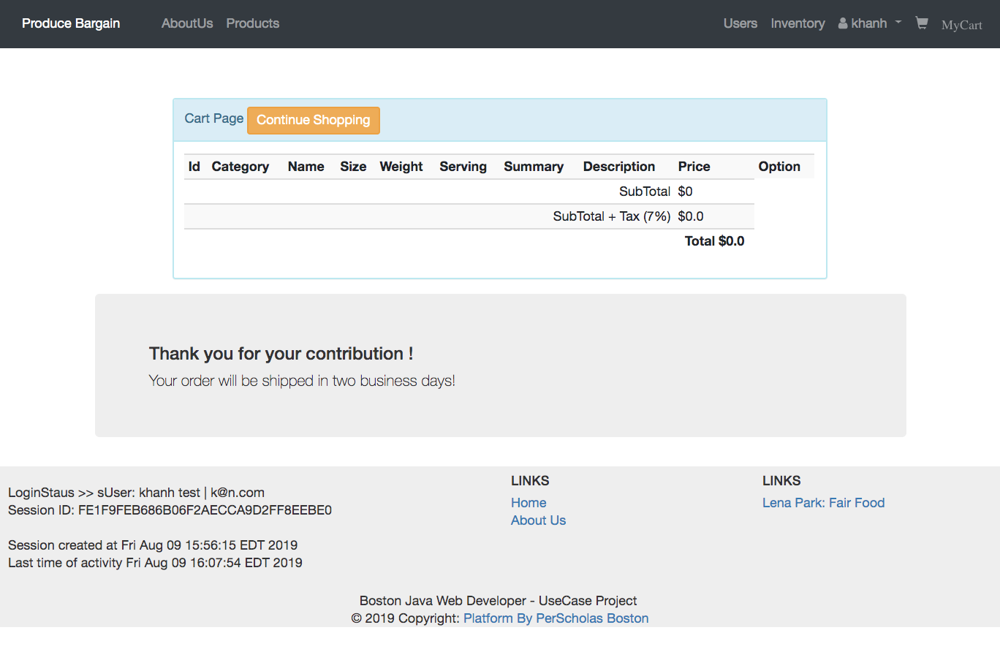 Produce Bargain AboutUs Products Users Inventory khanh MyCart
Cart Page Continue Shopping
Id Category Name Size Weight Serving Summary Description Price Option
SubTotal $0
SubTotal + Tax (7%) $0.0
Total $0.0
Thank you for your contribution !
Your order will be shipped in two business days!
LoginStaus >> sUser: khanh test | k@n.com
Session ID: FE1F9FEB686B06F2AECCA9D2FF8EEBE0
Session created at Fri Aug 09 15:56:15 EDT 2019
Last time of activity Fri Aug 09 16:07:54 EDT 2019
LINKS
Home
About Us
LINKS
Lena Park: Fair Food
Boston Java Web Developer - UseCase Project
© 2019 Copyright: Platform By PerScholas Boston